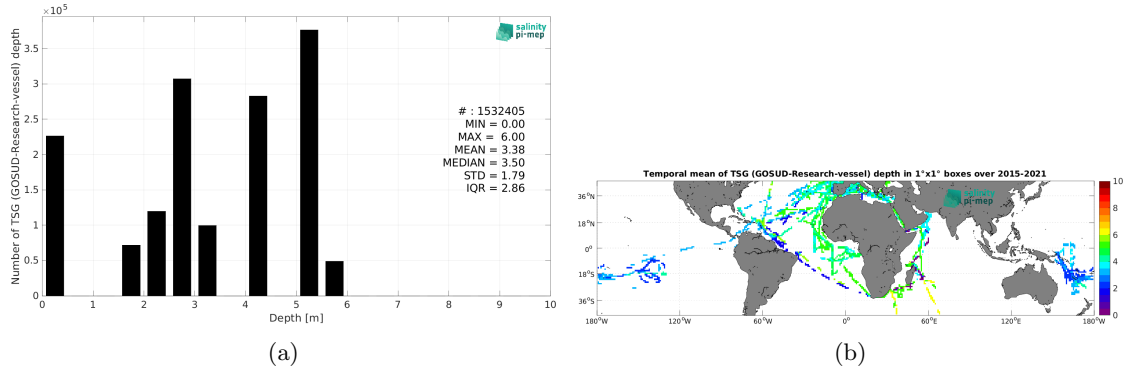 ×10⁵
3.5
3
2.5
2
1.5
1
0.5
0
Number of TSG (GOSUD-Research-vessel) depth
0 1 2 3 4 5 6 7 8 9 10
Depth [m]
salinity
pi-mep
# : 1532405
MIN = 0.00
MAX = 6.00
MEAN = 3.38
MEDIAN = 3.50
STD = 1.79
IQR = 2.86
(a)
Temporal mean of TSG (GOSUD-Research-vessel) depth in 1°x1° boxes over 2015-2021
salinity
pi-mep
36°N
18°N
0°
18°S
36°S
180°W 120°W 60°W 0° 60°E 120°E 180°E
10
8
6
4
2
0
(b)